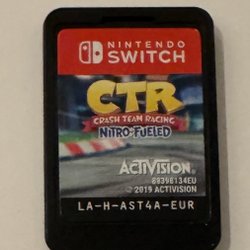 NINTENDO
SWITCH
CTR
CRASH TEAM RACING
NITRO-FUELED
ACTIVISION
88398134EU
© 2019 ACTIVISION
LA-H-AST4A-EUR